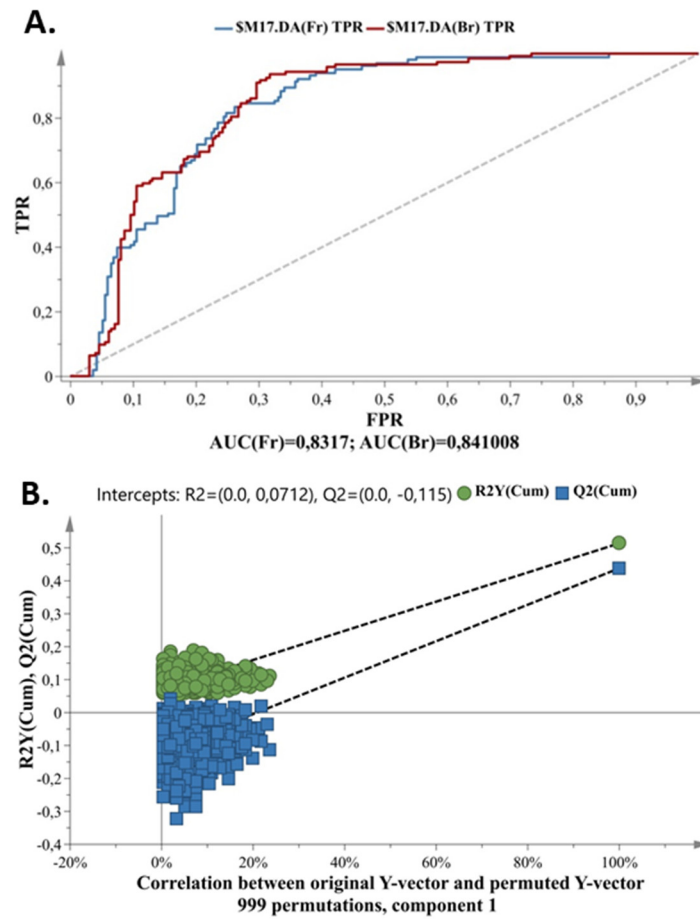 A.
$M17.DA(Fr) TPR $M17.DA(Br) TPR
TPR
0,8
0,6
0,4
0,2
0
0 0,1 0,2 0,3 0,4 0,5 0,6 0,7 0,8 0,9
FPR
AUC(Fr)=0,8317; AUC(Br)=0,841008
B.
Intercepts: R2=(0.0, 0,0712), Q2=(0.0, -0,115) R2Y(Cum) Q2(Cum)
R2Y(Cum), Q2(Cum)
0,5
0,4
0,3
0,2
0,1
0
-0,1
-0,2
-0,3
-0,4
-20% 0% 20% 40% 60% 80% 100%
Correlation between original Y-vector and permuted Y-vector
999 permutations, component 1